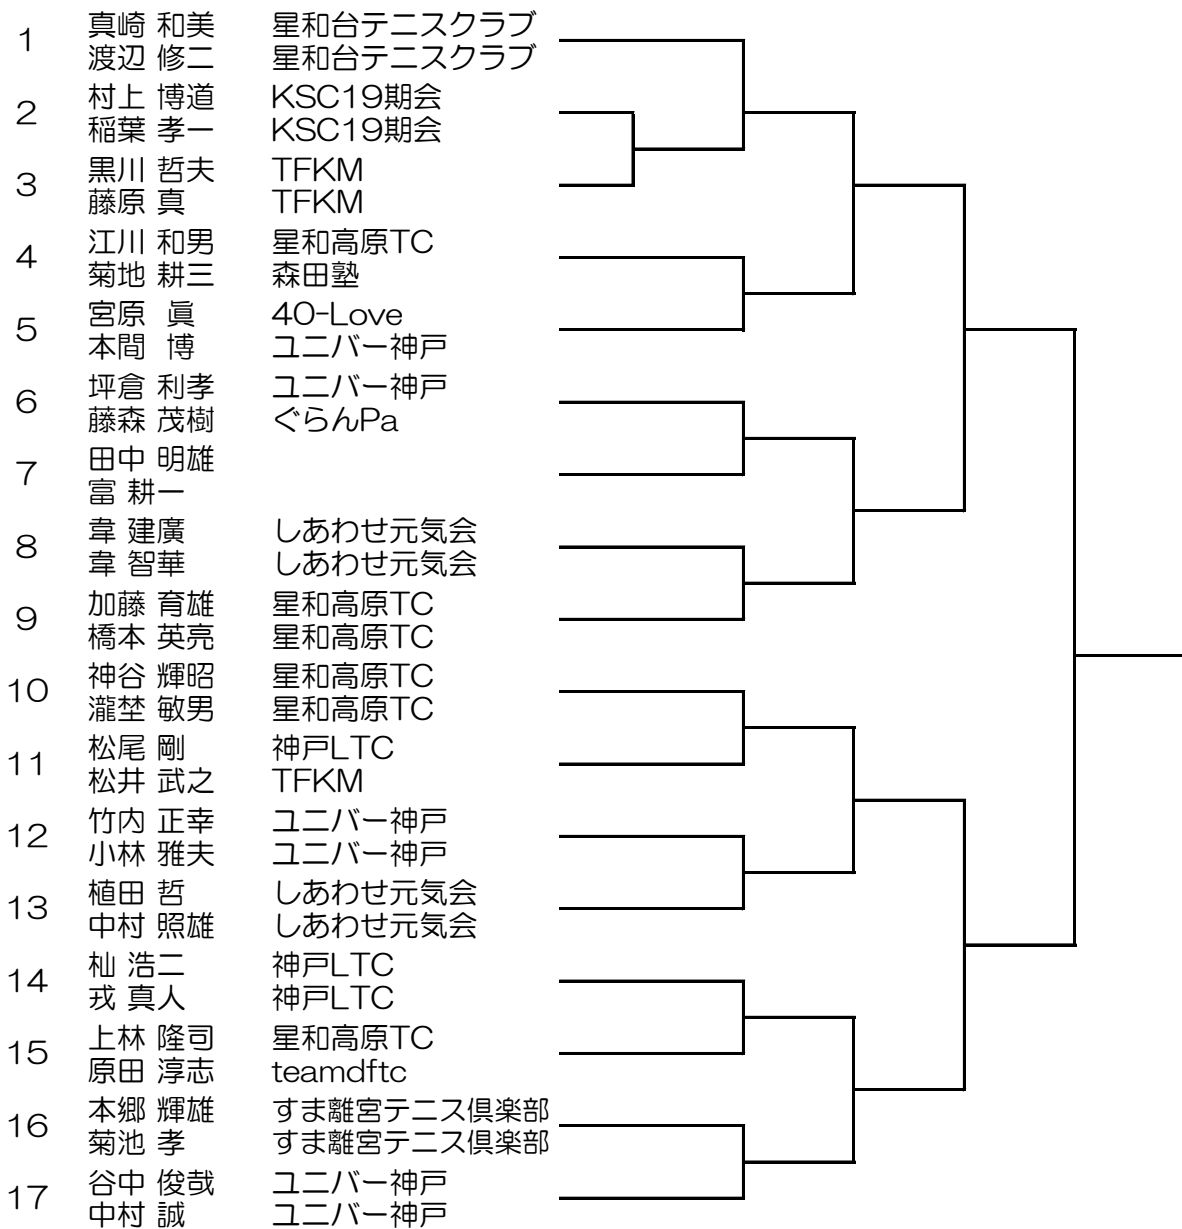 1
真崎 和美 星和台テニスクラブ
渡辺 修二 星和台テニスクラブ
2
村上 博道 KSC19期会
稲葉 孝一 KSC19期会
3
黒川 哲夫 TFKM
藤原 真 TFKM
4
江川 和男 星和高原TC
菊地 耕三 森田塾
5
宮原 眞 40-Love
本間 博 ユニバー神戸
6
坪倉 利孝 ユニバー神戸
藤森 茂樹 ぐらんPa
7
田中 明雄
富 耕一
8
韋 建廣 しあわせ元気会
韋 智華 しあわせ元気会
9
加藤 育雄 星和高原TC
橋本 英亮 星和高原TC
10
神谷 輝昭 星和高原TC
瀧埜 敏男 星和高原TC
11
松尾 剛 神戸LTC
松井 武之 TFKM
12
竹内 正幸 ユニバー神戸
小林 雅夫 ユニバー神戸
13
植田 哲 しあわせ元気会
中村 照雄 しあわせ元気会
14
杣 浩二 神戸LTC
戎 真人 神戸LTC
15
上林 隆司 星和高原TC
原田 淳志 teamdftc
16
本郷 輝雄 すま離宮テニス倶楽部
菊池 孝 すま離宮テニス倶楽部
17
谷中 俊哉 ユニバー神戸
中村 誠 ユニバー神戸